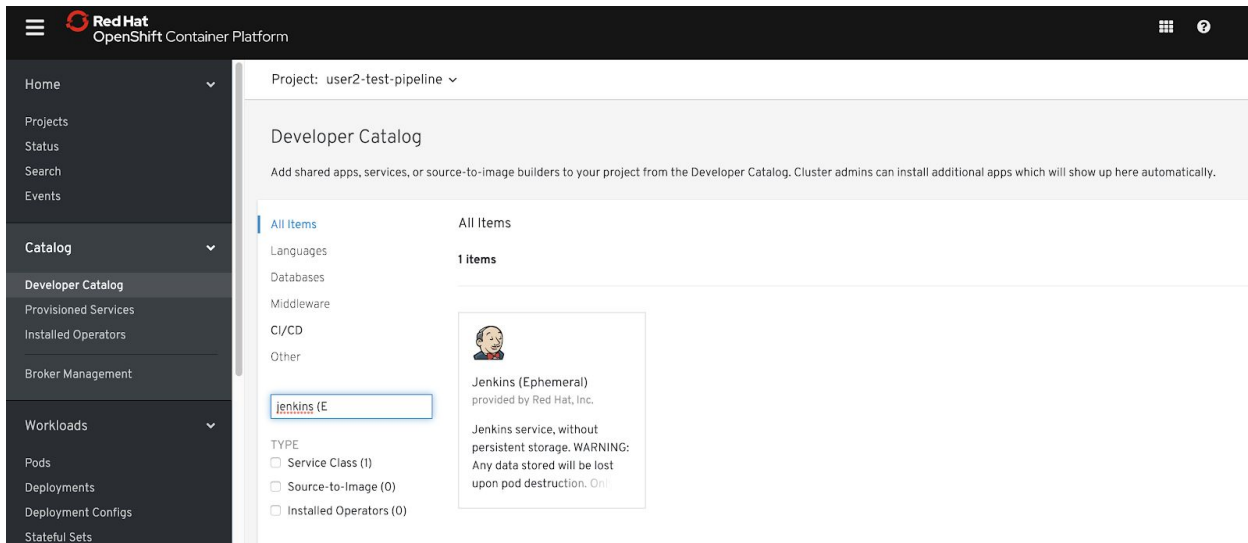 Red Hat
OpenShift Container Platform
Home
Projects
Status
Search
Events
Catalog
Developer Catalog
Provisioned Services
Installed Operators
Broker Management
Workloads
Pods
Deployments
Deployment Configs
Stateful Sets
Project: user2-test-pipeline
Developer Catalog
Add shared apps, services, or source-to-image builders to your project from the Developer Catalog. Cluster admins can install additional apps which will show up here automatically.
All Items
Languages
Databases
Middleware
CI/CD
Other
jenkins (E
TYPE
Service Class (1)
Source-to-Image (0)
Installed Operators (0)
All Items
1 items
Jenkins (Ephemeral)
provided by Red Hat, Inc.
Jenkins service, without
persistent storage. WARNING:
Any data stored will be lost
upon pod destruction. Onl